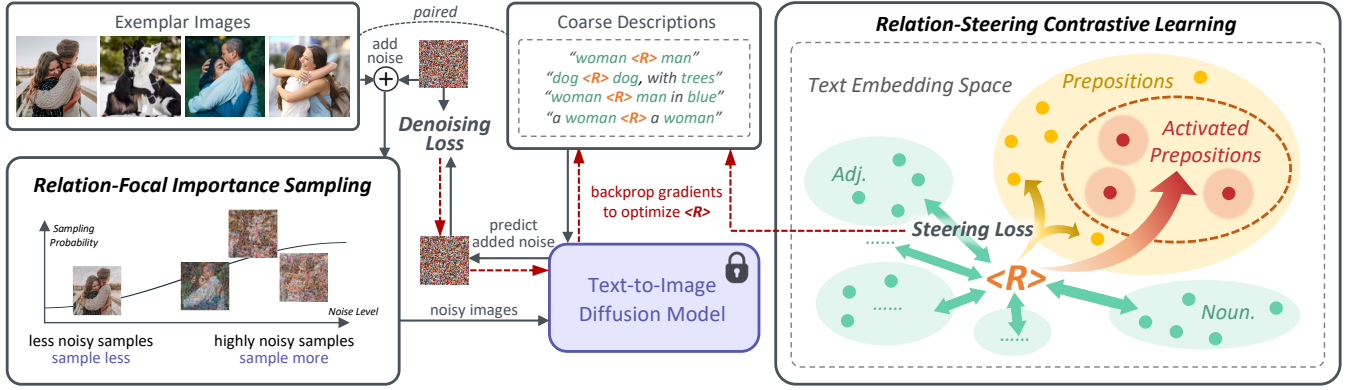 Exemplar Images
add
noise
paired
Coarse Descriptions
“woman <R> man”
“dog <R> dog, with trees”
“woman <R> man in blue”
“a woman <R> a woman”
Denoising
Loss
Relation-Focal Importance Sampling
Sampling
Probability
Noise Level
less noisy samples
sample less
highly noisy samples
sample more
predict
added noise
noisy images
backprop gradients
to optimize <R>
Text-to-Image
Diffusion Model
Relation-Steering Contrastive Learning
Text Embedding Space
Prepositions
Activated
Prepositions
Adj.
......
Steering Loss
<R>
......
......
Noun.